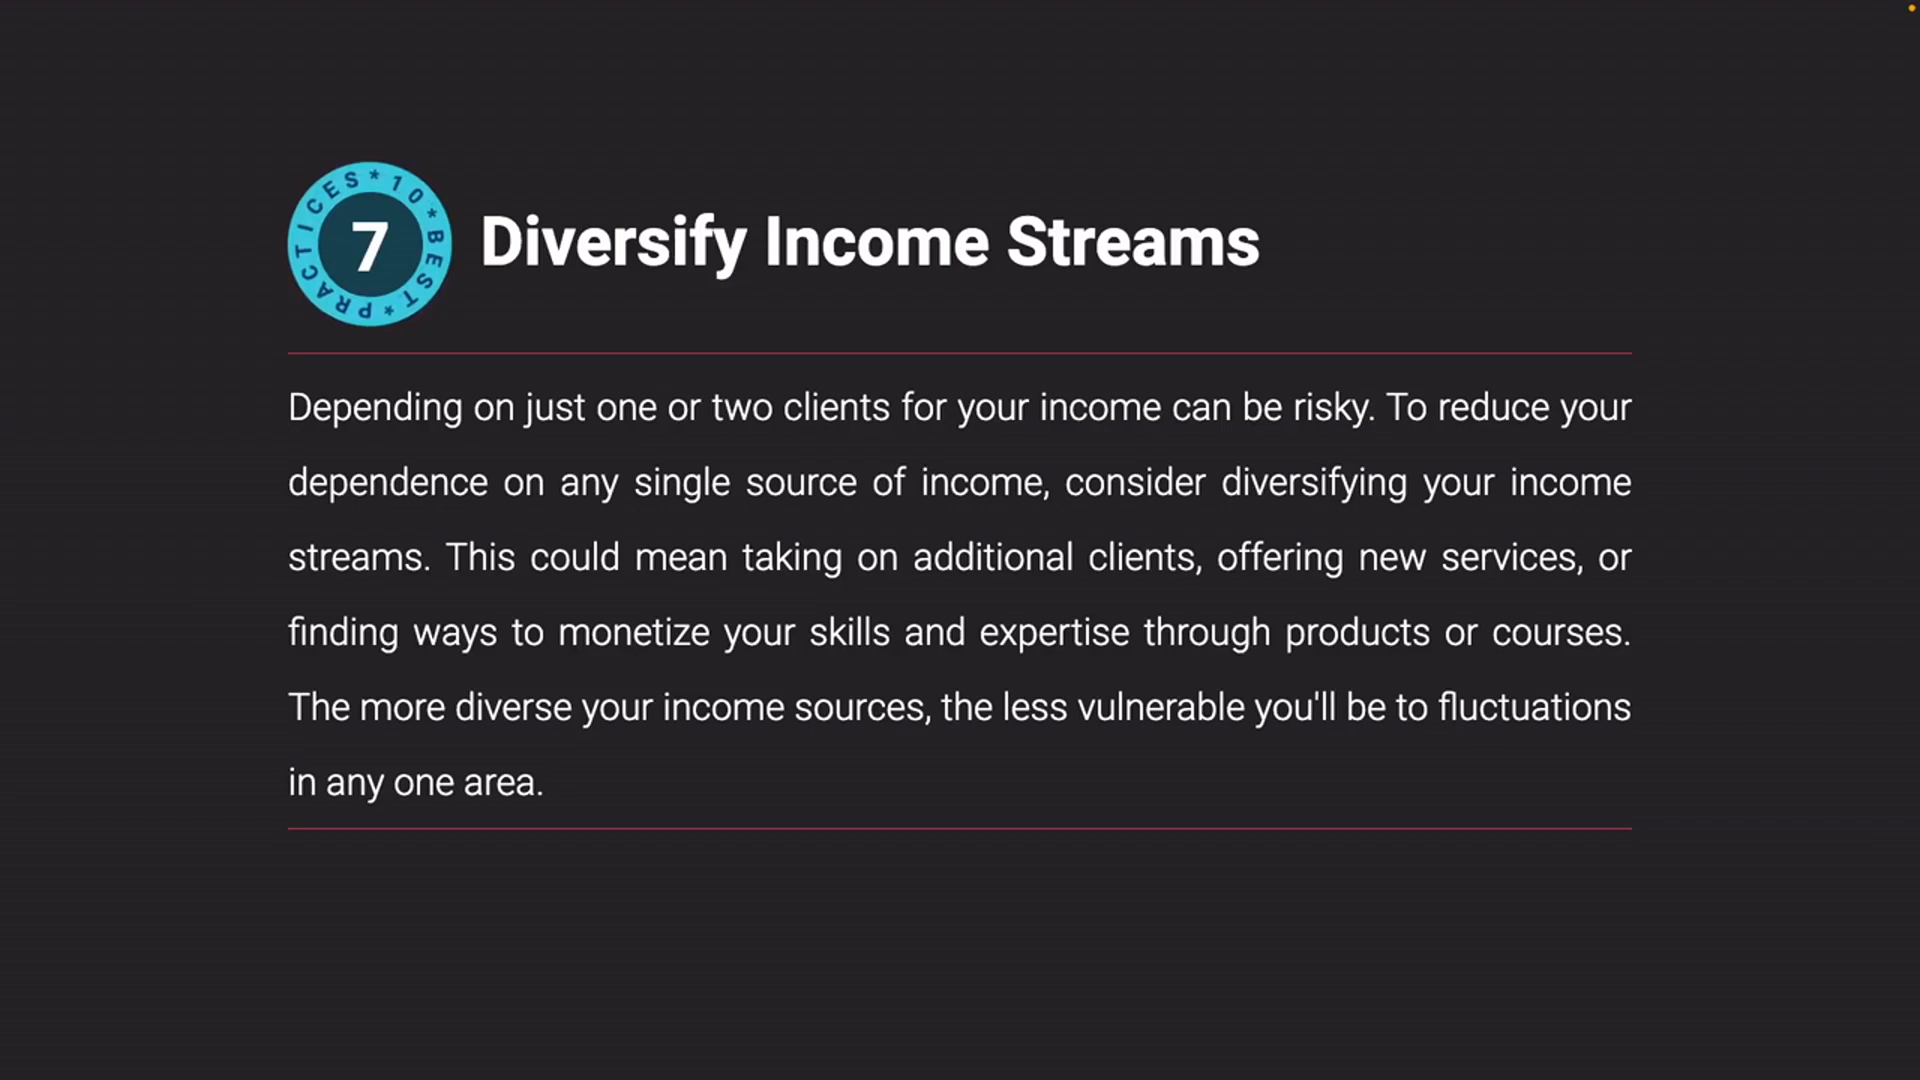 * 10 * BEST * PRACTICES
7
Diversify Income Streams
Depending on just one or two clients for your income can be risky. To reduce your
dependence on any single source of income, consider diversifying your income
streams. This could mean taking on additional clients, offering new services, or
finding ways to monetize your skills and expertise through products or courses.
The more diverse your income sources, the less vulnerable you'll be to fluctuations
in any one area.